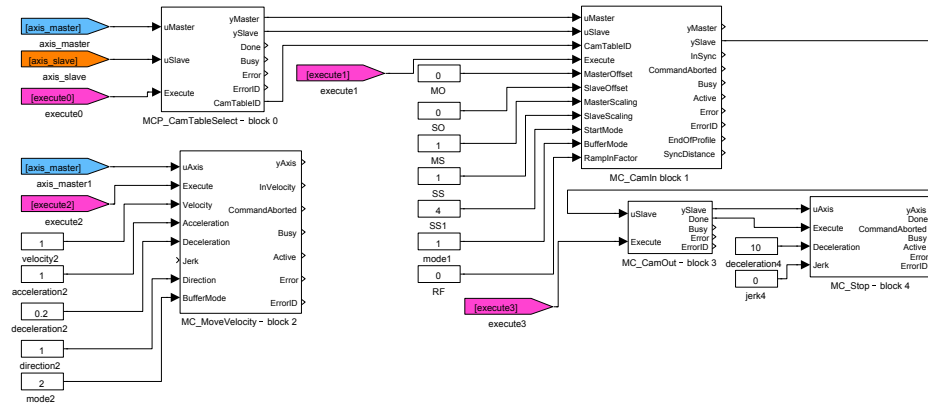 [axis_master]
axis_master
[axis_slave]
axis_slave
[execute0]
execute0
uMaster
uSlave
Execute
yMaster
ySlave
Done
Busy
Error
ErrorID
CamTableID
MCP_CamTableSelect - block 0
[execute1]
execute1
0
MO
0
SO
1
MS
1
SS
4
SS1
1
mode1
0
RF
uMaster
uSlave
CamTableID
Execute
MasterOffset
SlaveOffset
MasterScaling
SlaveScaling
StartMode
BufferMode
RampInFactor
yMaster
ySlave
InSync
CommandAborted
Busy
Active
Error
ErrorID
EndOfProfile
SyncDistance
MC_CamIn block 1
[axis_master]
axis_master1
[execute2]
execute2
1
velocity2
1
acceleration2
0.2
deceleration2
1
direction2
2
mode2
uAxis
Execute
Velocity
Acceleration
Deceleration
Jerk
Direction
BufferMode
yAxis
InVelocity
CommandAborted
Busy
Active
Error
ErrorID
MC_MoveVelocity - block 2
[execute3]
execute3
uSlave
Execute
ySlave
Done
Busy
Error
ErrorID
MC_CamOut - block 3
10
deceleration4
0
jerk4
uAxis
Execute
Deceleration
Jerk
yAxis
Done
CommandAborted
Busy
Active
Error
ErrorID
MC_Stop - block 4